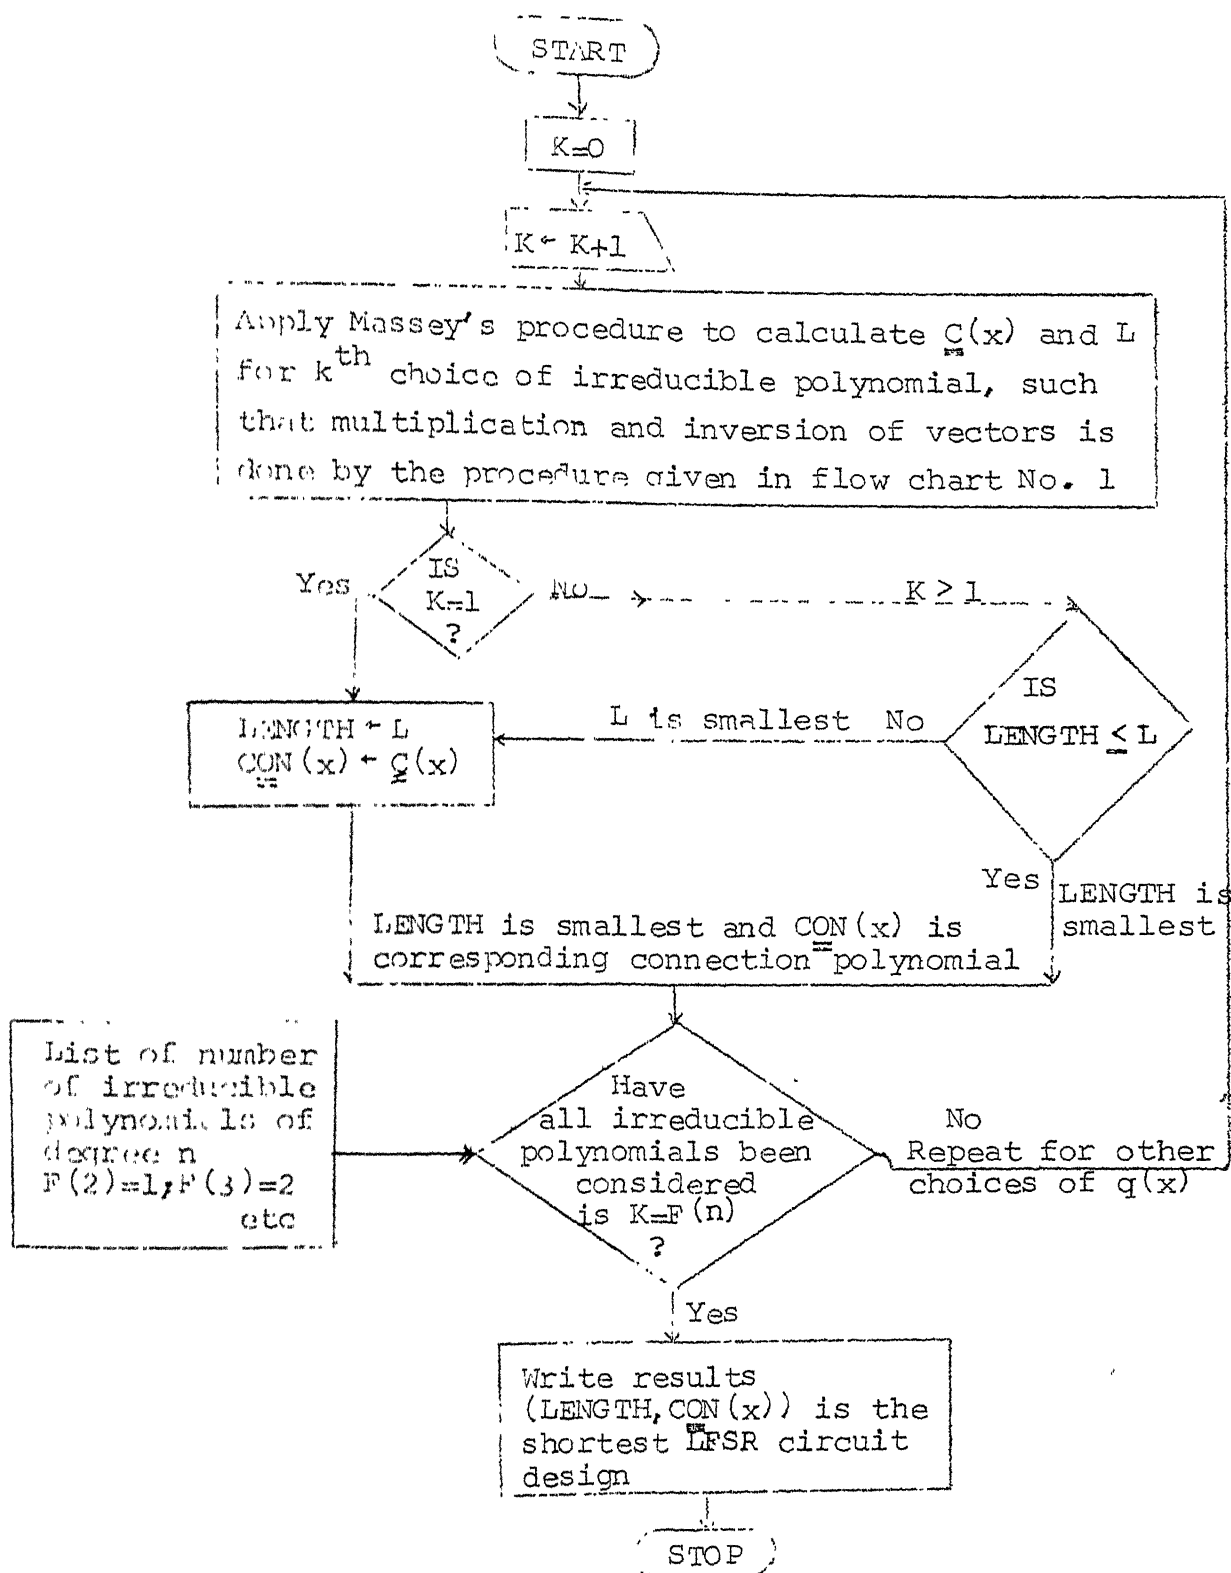 START
K=0
K ← K+1
Apply Massey's procedure to calculate C(x) and L
for kth choice of irreducible polynomial, such
that multiplication and inversion of vectors is
done by the procedure given in flow chart No. 1
IS
K=1
?
Yes
No
K > 1
IS
LENGTH ≤ L
L is smallest No
LENGTH ← L
CON(x) ← C(x)
Yes
LENGTH is
smallest
LENGTH is smallest and CON(x) is
corresponding connection polynomial
List of number
of irreducible
polynomials of
degree n
F(2)=1, F(3)=2
etc
Have
all irreducible
polynomials been
considered
is K=F(n)
?
No
Repeat for other
choices of q(x)
Yes
Write results
(LENGTH, CON(x)) is the
shortest LFSR circuit
design
STOP